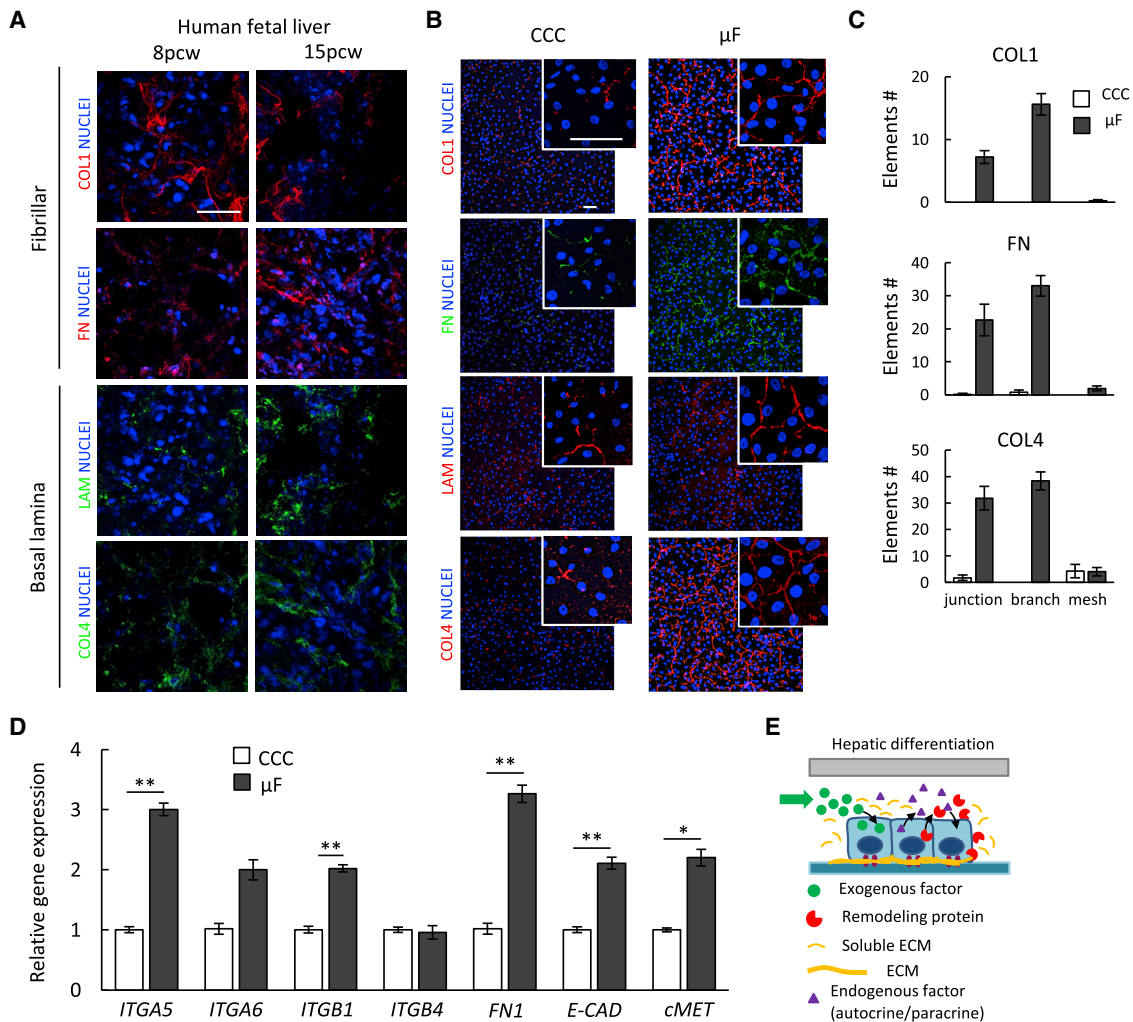 A
Human fetal liver
8pcw
15pcw
Fibrillar
Basal lamina
COL1 NUCLEI
FN NUCLEI
LAM NUCLEI
COL4 NUCLEI
B
CCC
µF
COL1 NUCLEI
FN NUCLEI
LAM NUCLEI
COL4 NUCLEI
C
COL1
Elements #
20
10
0
CCC
µF
FN
Elements #
40
30
20
10
0
COL4
Elements #
50
40
30
20
10
0
junction branch mesh
D
Relative gene expression
4
3
2
1
0
CCC
µF
**
**
**
**
*
ITGA5 ITGA6 ITGB1 ITGB4 FN1 E-CAD cMET
E
Hepatic differentiation
Exogenous factor
Remodeling protein
Soluble ECM
ECM
Endogenous factor
(autocrine/paracrine)